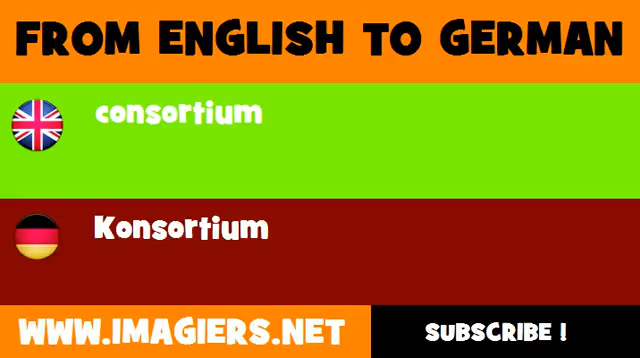 FROM ENGLISH TO GERMAN
consortium
Konsortium
WWW.IMAGIERS.NET
SUBSCRIBE !